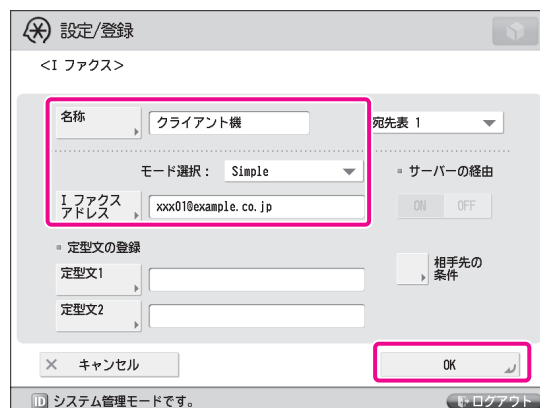 設定/登録
<I ファクス>
名称 クライアント機 宛先表 1
モード選択： Simple サーバーの経由
I ファクス
アドレス xxx01@example.co.jp ON OFF
定型文の登録
定型文1 相手先の
条件
定型文2
× キャンセル OK
ID システム管理モードです。 ログアウト